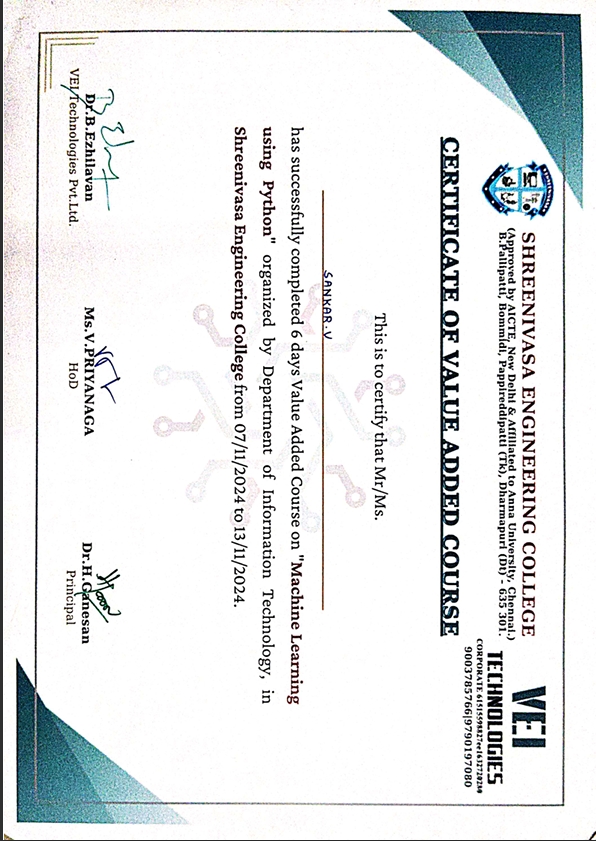 SHREENIVASA ENGINEERING COLLEGE
(Approved by AICTE, New Delhi & Affiliated to Anna University, Chennai.)
B.Pallipatti, Bommidi, Pappireddipatti (Tk), Dharmapuri (Dt) - 635 301.
VEI
TECHNOLOGIES
CORPORATE
9003785766|9790197080
CERTIFICATE OF VALUE ADDED COURSE
This is to certify that Mr/Ms.
SANKAR.V
has successfully completed 6 days Value Added Course on "Machine Learning
using Python" organized by Department of Information Technology, in
Shreenivasa Engineering College from 07/11/2024 to 13/11/2024.
Dr.B.Ezhilavan
VEI Technologies Pvt.Ltd.
Ms.V.PRIYANAGA
HoD
Dr.H.Ganesan
Principal